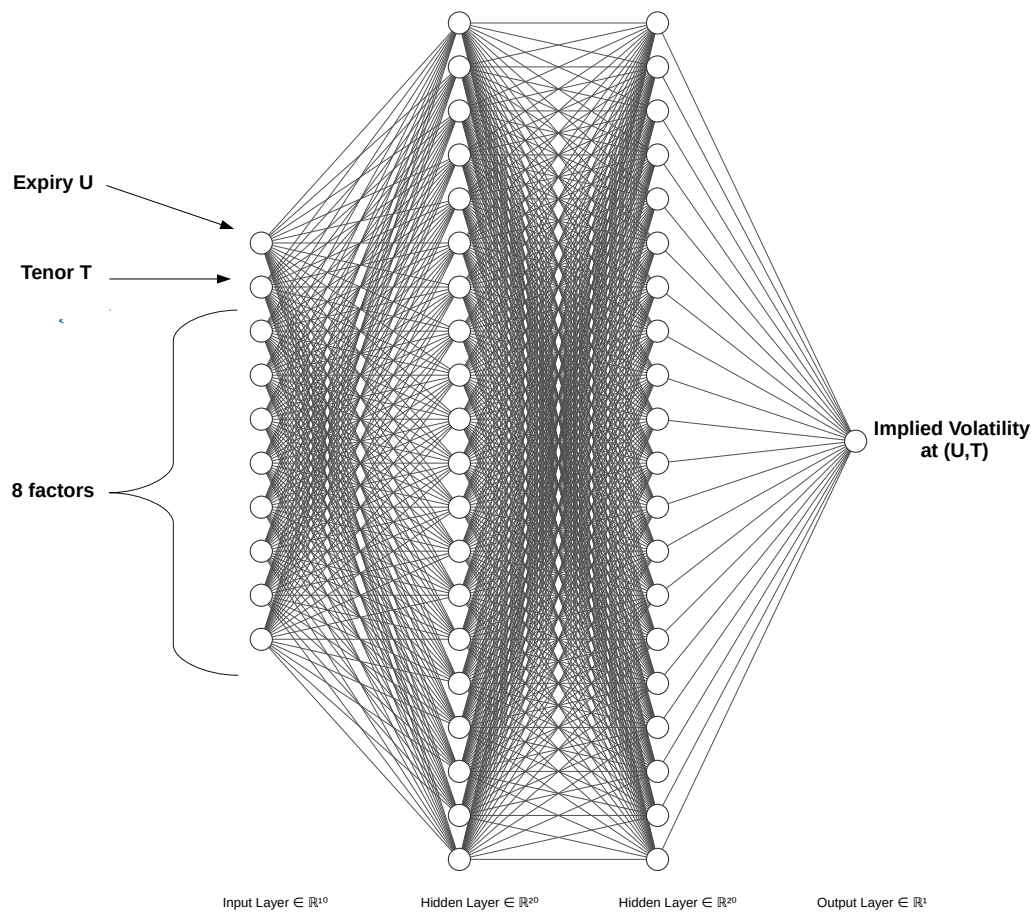 Expiry U
Tenor T
8 factors
Implied Volatility
at (U,T)
Input Layer ∈ ℝ¹⁰
Hidden Layer ∈ ℝ²⁰
Hidden Layer ∈ ℝ²⁰
Output Layer ∈ ℝ¹